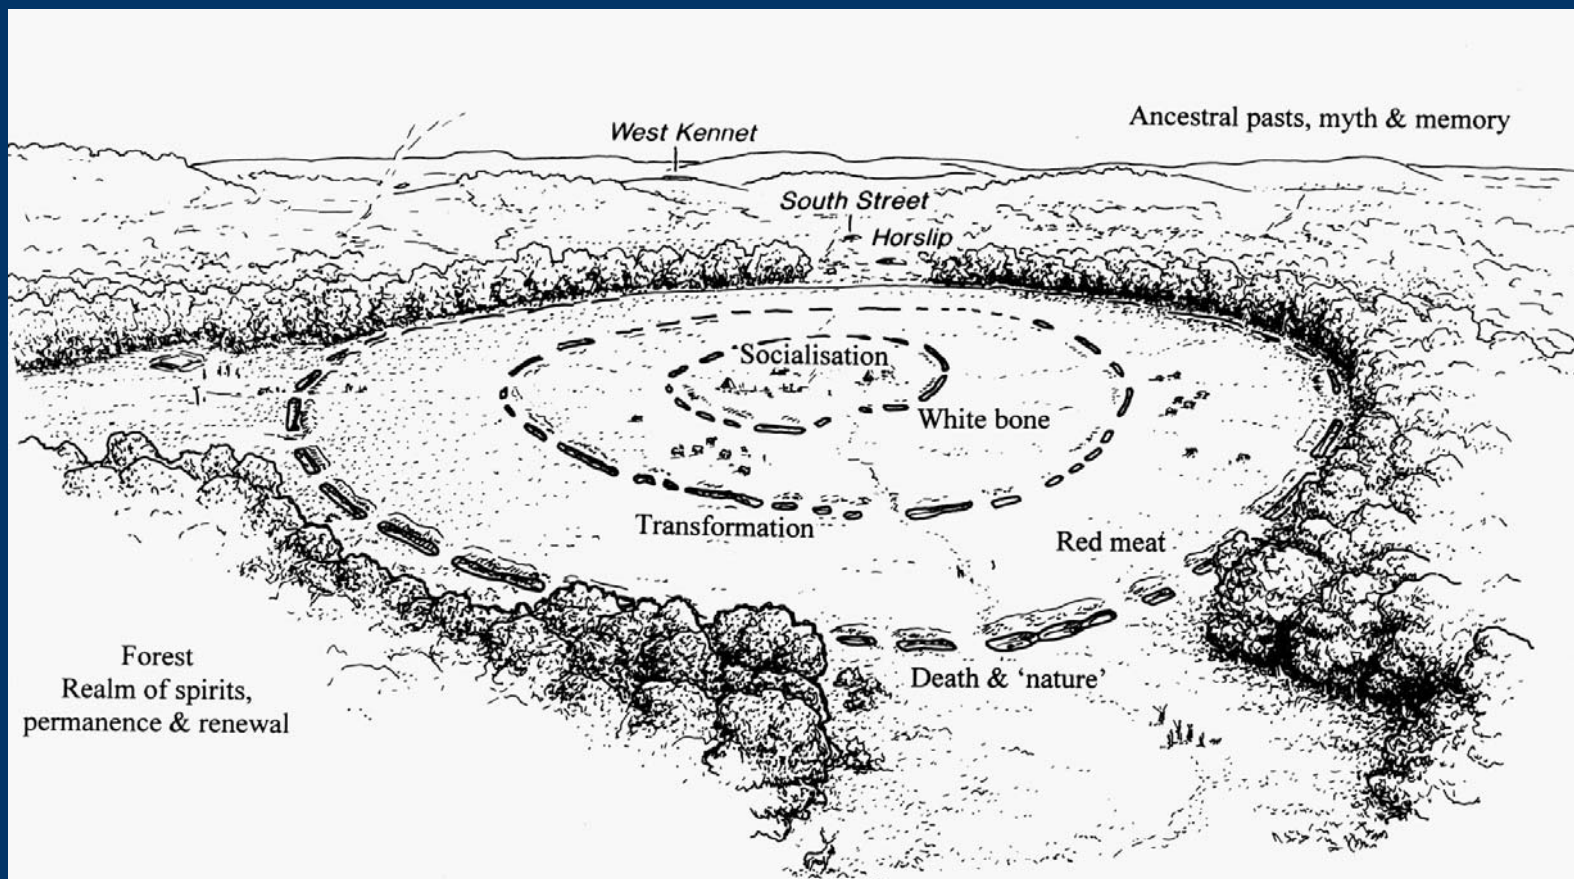 Ancestral pasts, myth & memory
West Kennet
South Street
Horslip
Socialisation
White bone
Transformation
Red meat
Forest
Realm of spirits,
permanence & renewal
Death & ‘nature’